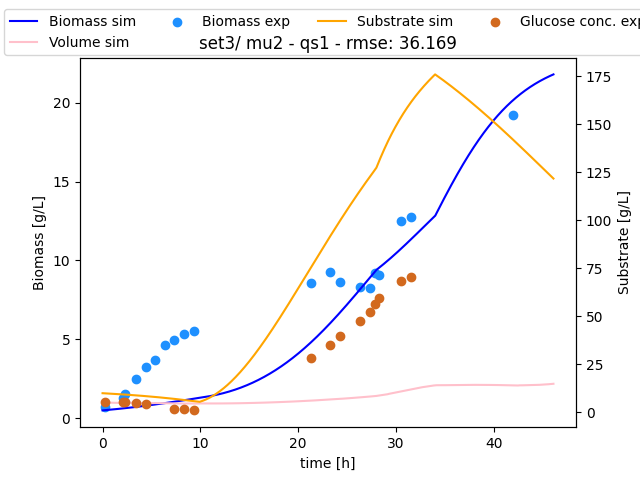 Biomass sim Biomass exp Substrate sim Glucose conc. exp
Volume sim
set3/ mu2 - qs1 - rmse: 36.169
Biomass [g/L]
20
15
10
5
0
175
150
125
100
75
50
25
0
Substrate [g/L]
0 10 20 30 40
time [h]